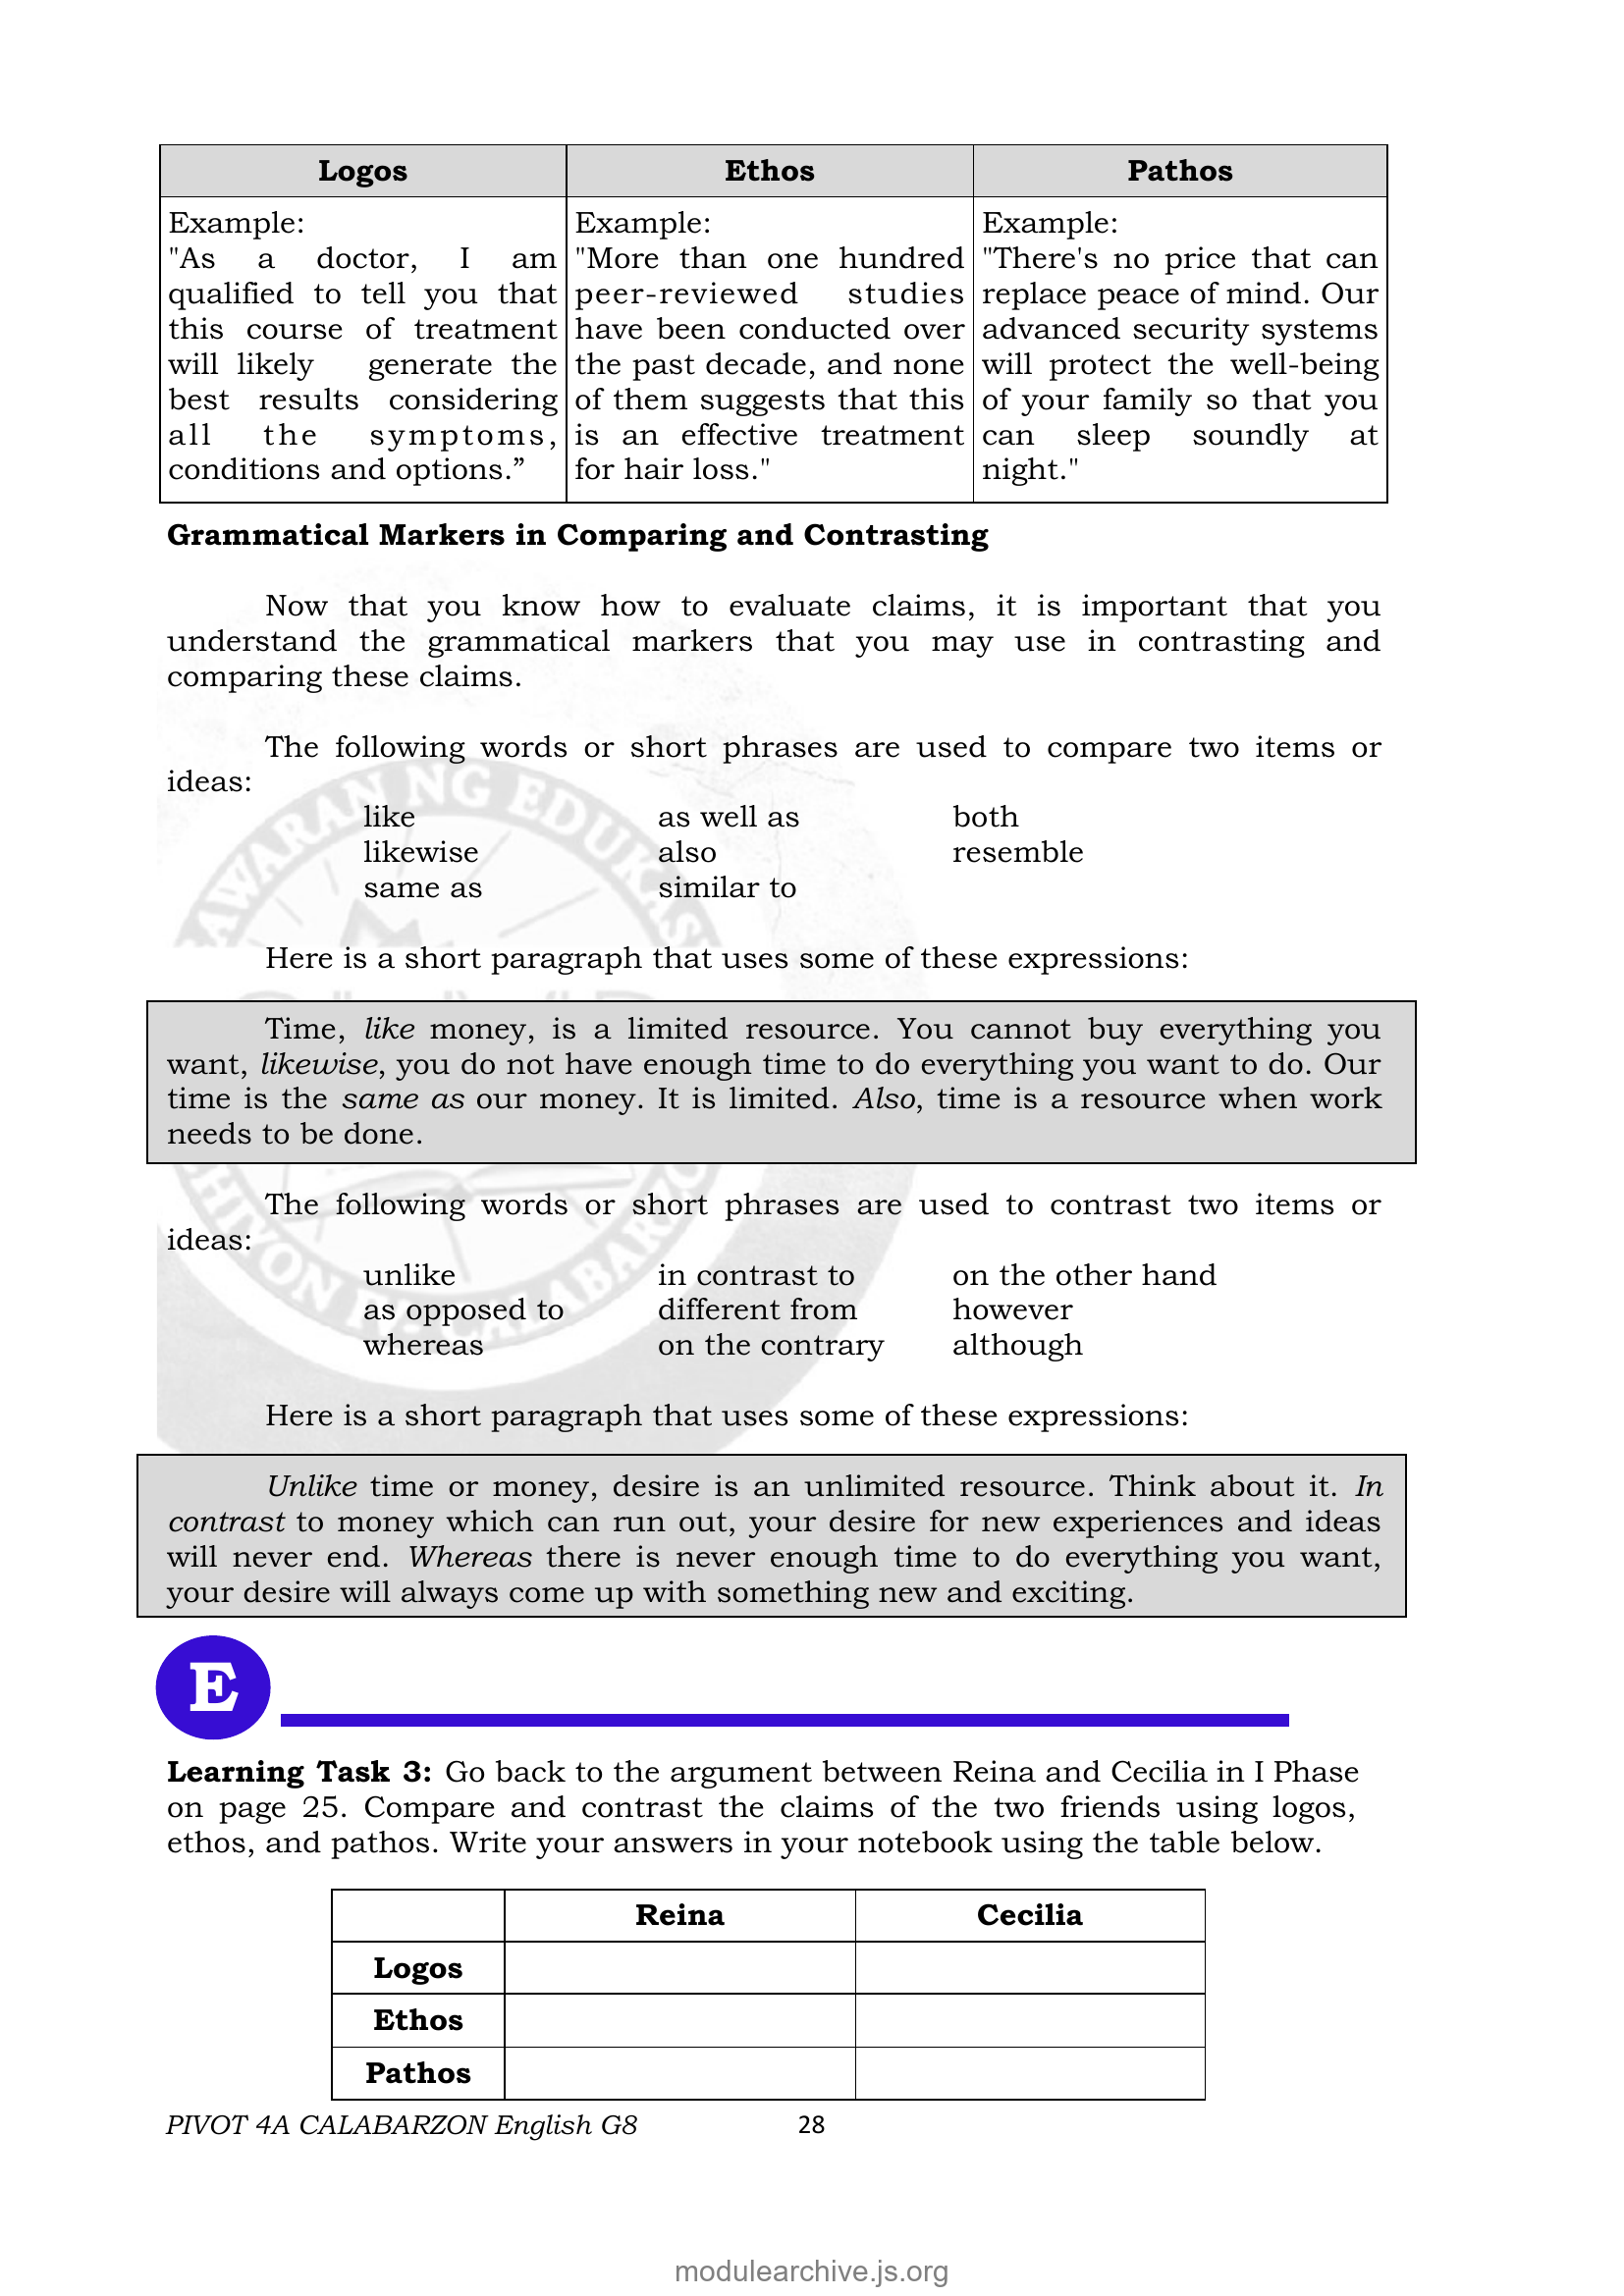 Logos Ethos Pathos
Example:
"As a doctor, I am
qualified to tell you that
this course of treatment
will likely generate the
best results considering
all the symptoms,
conditions and options.”
Example:
"More than one hundred
peer-reviewed studies
have been conducted over
the past decade, and none
of them suggests that this
is an effective treatment
for hair loss."
Example:
"There's no price that can
replace peace of mind. Our
advanced security systems
will protect the well-being
of your family so that you
can sleep soundly at
night."
Grammatical Markers in Comparing and Contrasting
Now that you know how to evaluate claims, it is important that you
understand the grammatical markers that you may use in contrasting and
comparing these claims.
The following words or short phrases are used to compare two items or
ideas:
like as well as both
likewise also resemble
same as similar to
Here is a short paragraph that uses some of these expressions:
Time, like money, is a limited resource. You cannot buy everything you
want, likewise, you do not have enough time to do everything you want to do. Our
time is the same as our money. It is limited. Also, time is a resource when work
needs to be done.
The following words or short phrases are used to contrast two items or
ideas:
unlike in contrast to on the other hand
as opposed to different from however
whereas on the contrary although
Here is a short paragraph that uses some of these expressions:
Unlike time or money, desire is an unlimited resource. Think about it. In
contrast to money which can run out, your desire for new experiences and ideas
will never end. Whereas there is never enough time to do everything you want,
your desire will always come up with something new and exciting.
E
Learning Task 3: Go back to the argument between Reina and Cecilia in I Phase
on page 25. Compare and contrast the claims of the two friends using logos,
ethos, and pathos. Write your answers in your notebook using the table below.
Reina Cecilia
Logos
Ethos
Pathos
PIVOT 4A CALABARZON English G8 28
modulearchive.js.org